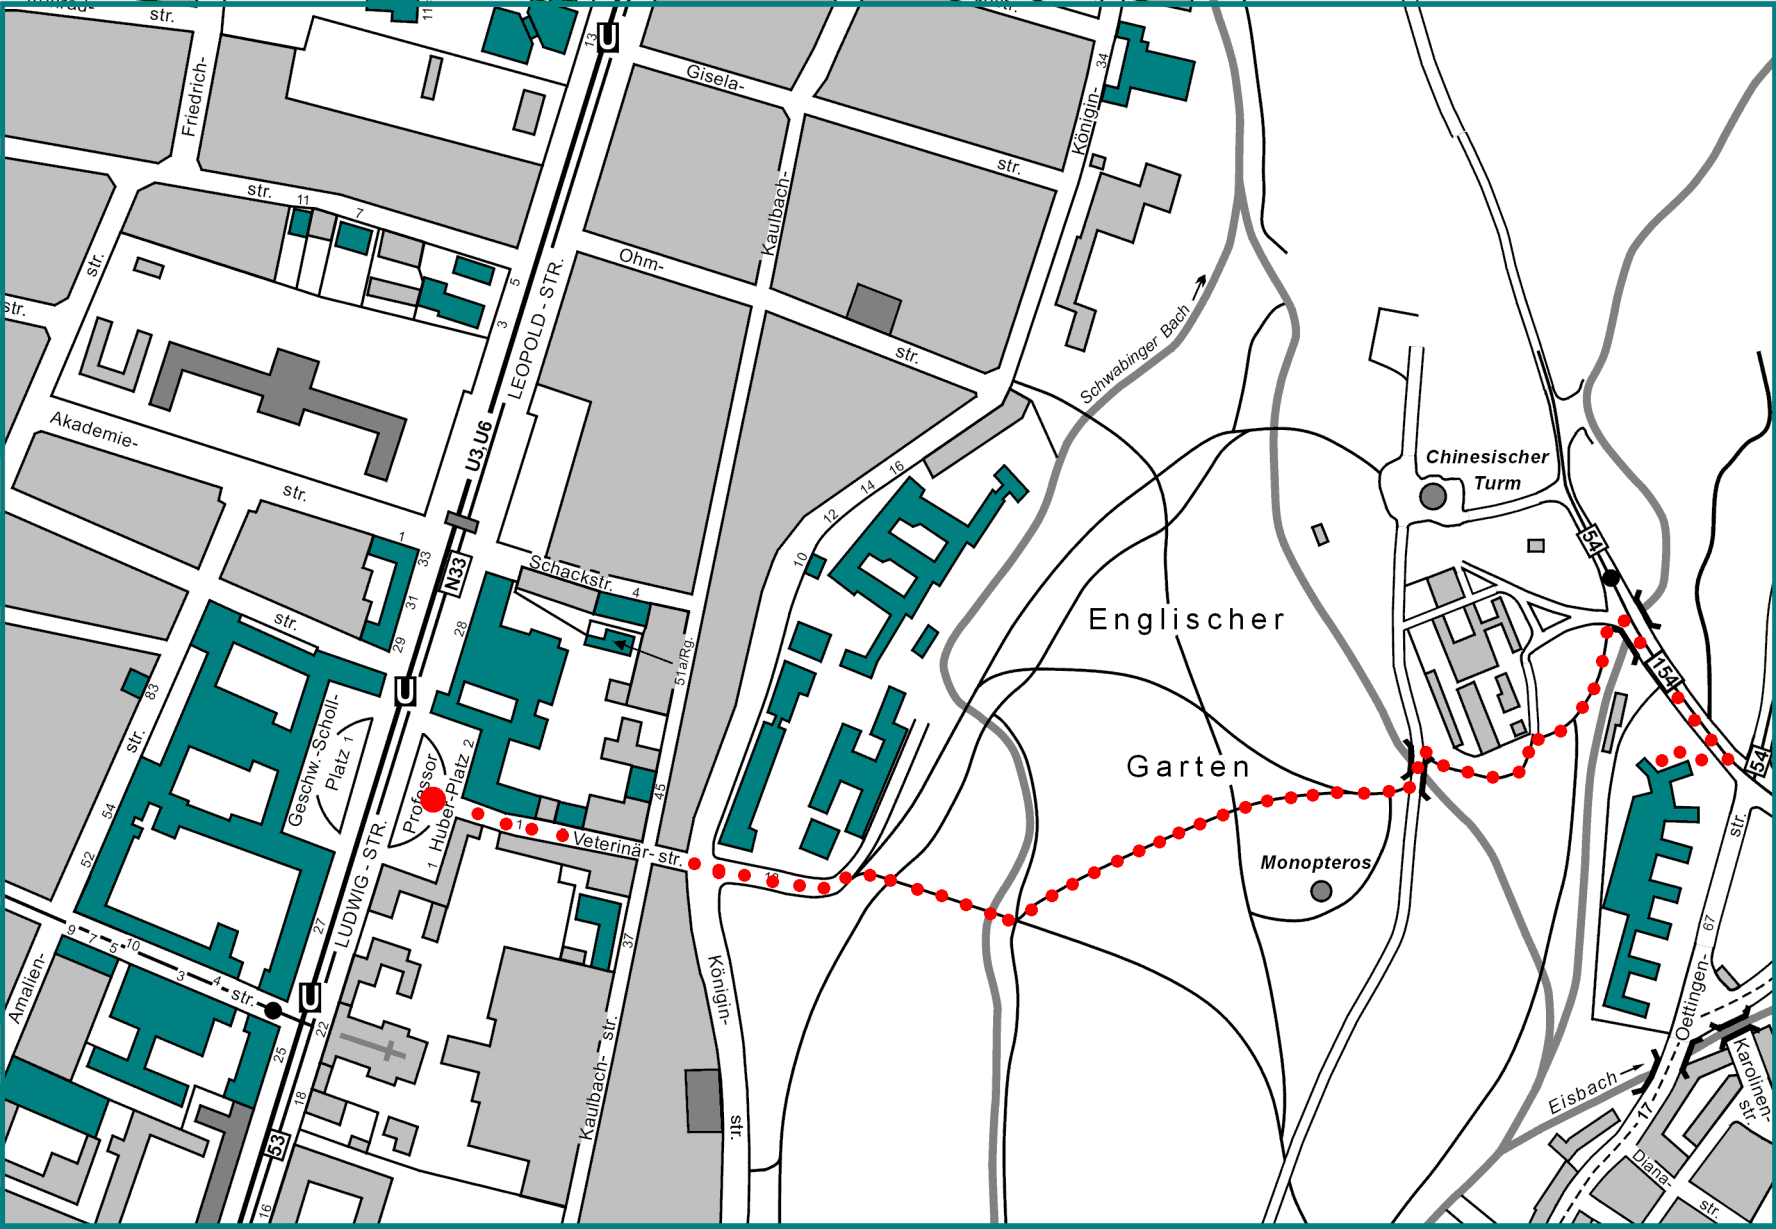 str.
11
13
U
Gisela-
34
Friedrich-
Königin-
str.
str.
11
7
Kaulbach-
str.
Ohm-
5
str.
3
LEOPOLD - STR.
str.
Schwabinger Bach
Akademie-
U3,U6
str.
Chinesischer
Turm
16
14
12
10
1
33
N33
Schackstr.
4
54
31
28
str.
29
Englischer
51a/Rg.
83
U
154
Geschw.-Scholl-
Platz 1
str.
Professor
Huber-Platz 2
1
Garten
45
54
54
1
Veterinär-
str.
str.
52
Monopteros
LUDWIG - STR.
27
67
9
7
5
10
3
4
str.
37
Amalien-
Königin-
U
22
25
Oettingen-
str.
Kaulbach-
Karolinen-
str.
18
Eisbach
17
53
str.
Diana-
str.
16